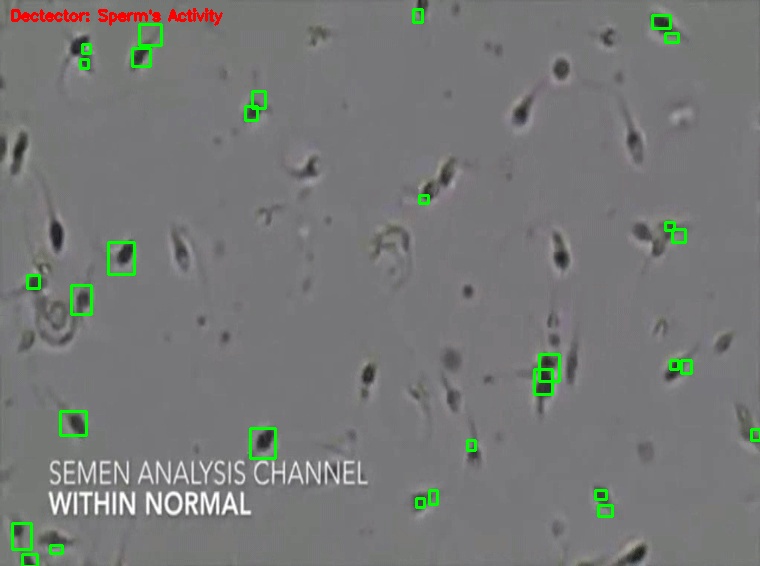 Dectector: Sperm's Activity
SEMEN ANALYSIS CHANNEL
WITHIN NORMAL